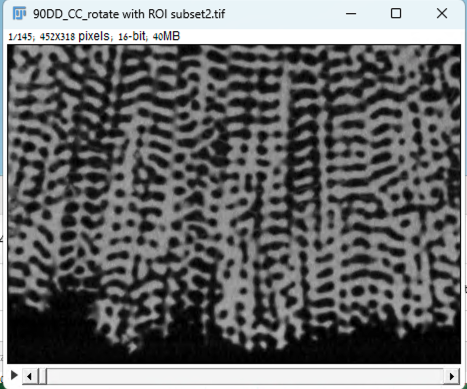 90DD_CC_rotate with ROI subset2.tif
1/145; 452X318 pixels; 16-bit; 40MB